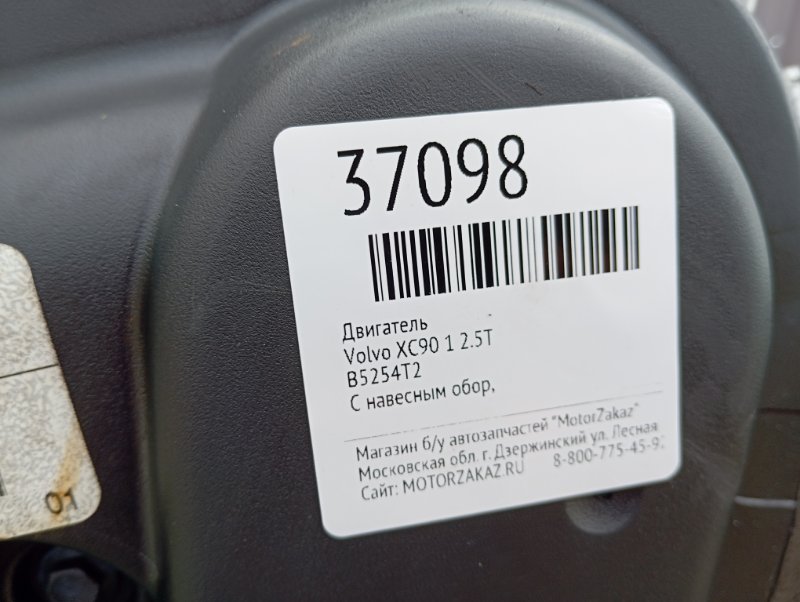 37098
Двигатель
Volvo XC90 1 2.5T
B5254T2
С навесным обор,
Магазин б/у автозапчастей "MotorZakaz"
Московская обл. г. Дзержинский ул. Лесная
Сайт: MOTORZAKAZ.RU 8-800-775-45-9
01